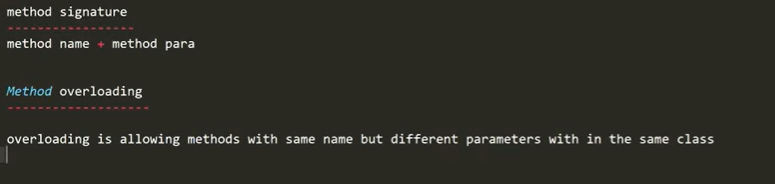 method signature
-----------------
method name + method para
Method overloading
-------------------
overloading is allowing methods with same name but different parameters with in the same class